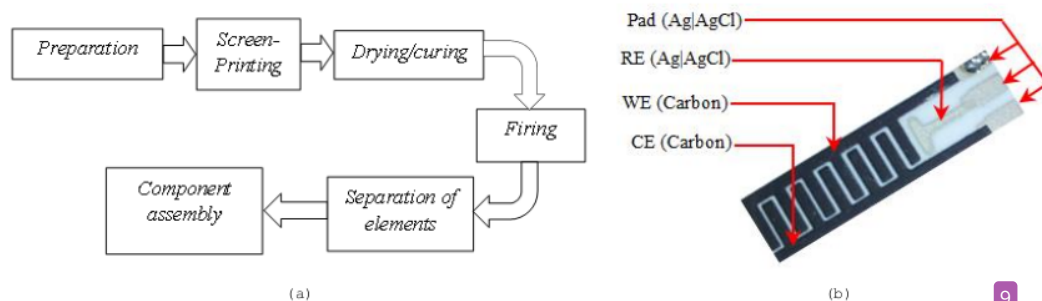 Preparation
Screen-
Printing
Drying/curing
Firing
Separation of
elements
Component
assembly
(a)
Pad (Ag|AgCl)
RE (Ag|AgCl)
WE (Carbon)
CE (Carbon)
(b)
9